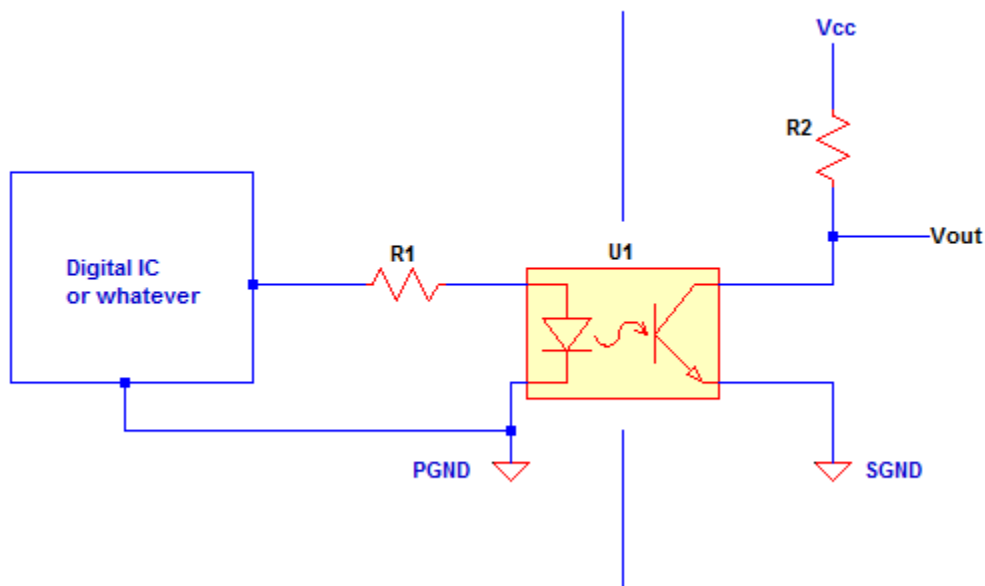 Vcc
R2
Vout
U1
R1
Digital IC
or whatever
PGND
SGND